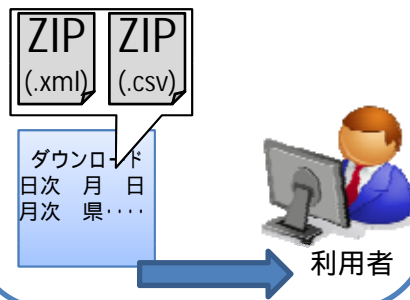 ZIP
(.xml)
ZIP
(.csv)
ダウンロード
日次 月 日
月次 県‥‥
利用者